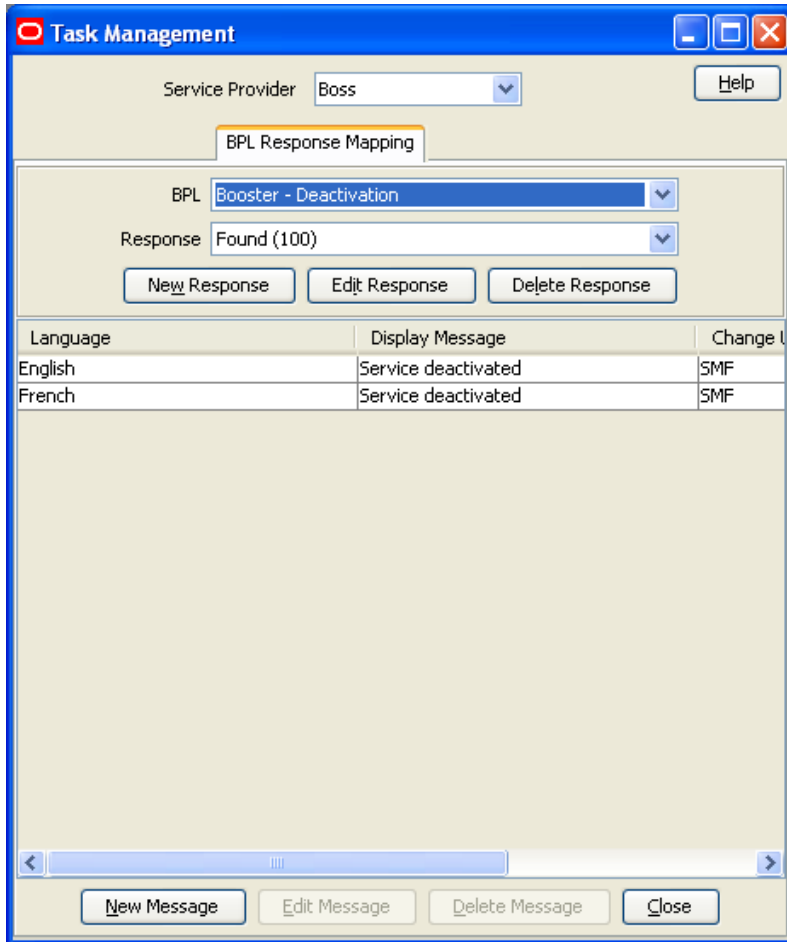 Task Management
Service Provider Boss Help
BPL Response Mapping
BPL Booster - Deactivation
Response Found (100)
New Response Edit Response Delete Response
Language Display Message Change
English Service deactivated SMF
French Service deactivated SMF
New Message Edit Message Delete Message Close